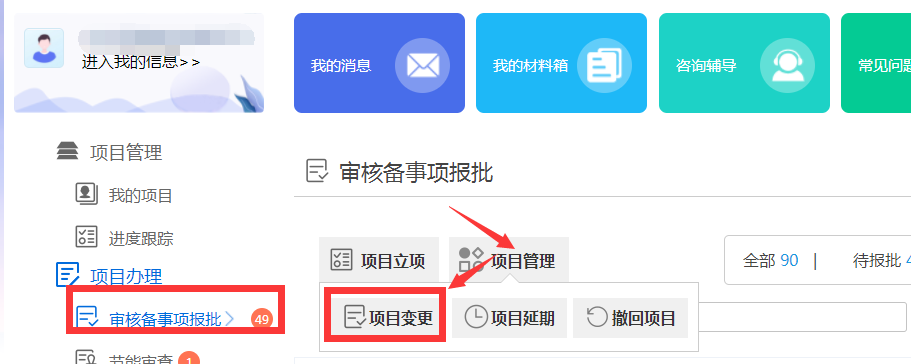 进入我的信息>>
我的消息
我的材料箱
咨询辅导
常见问题
项目管理
我的项目
进度跟踪
项目办理
审核备事项报批 49
节能审查 1
审核备事项报批
项目立项
项目管理
全部 90 | 待报批 4
项目变更
项目延期
撤回项目